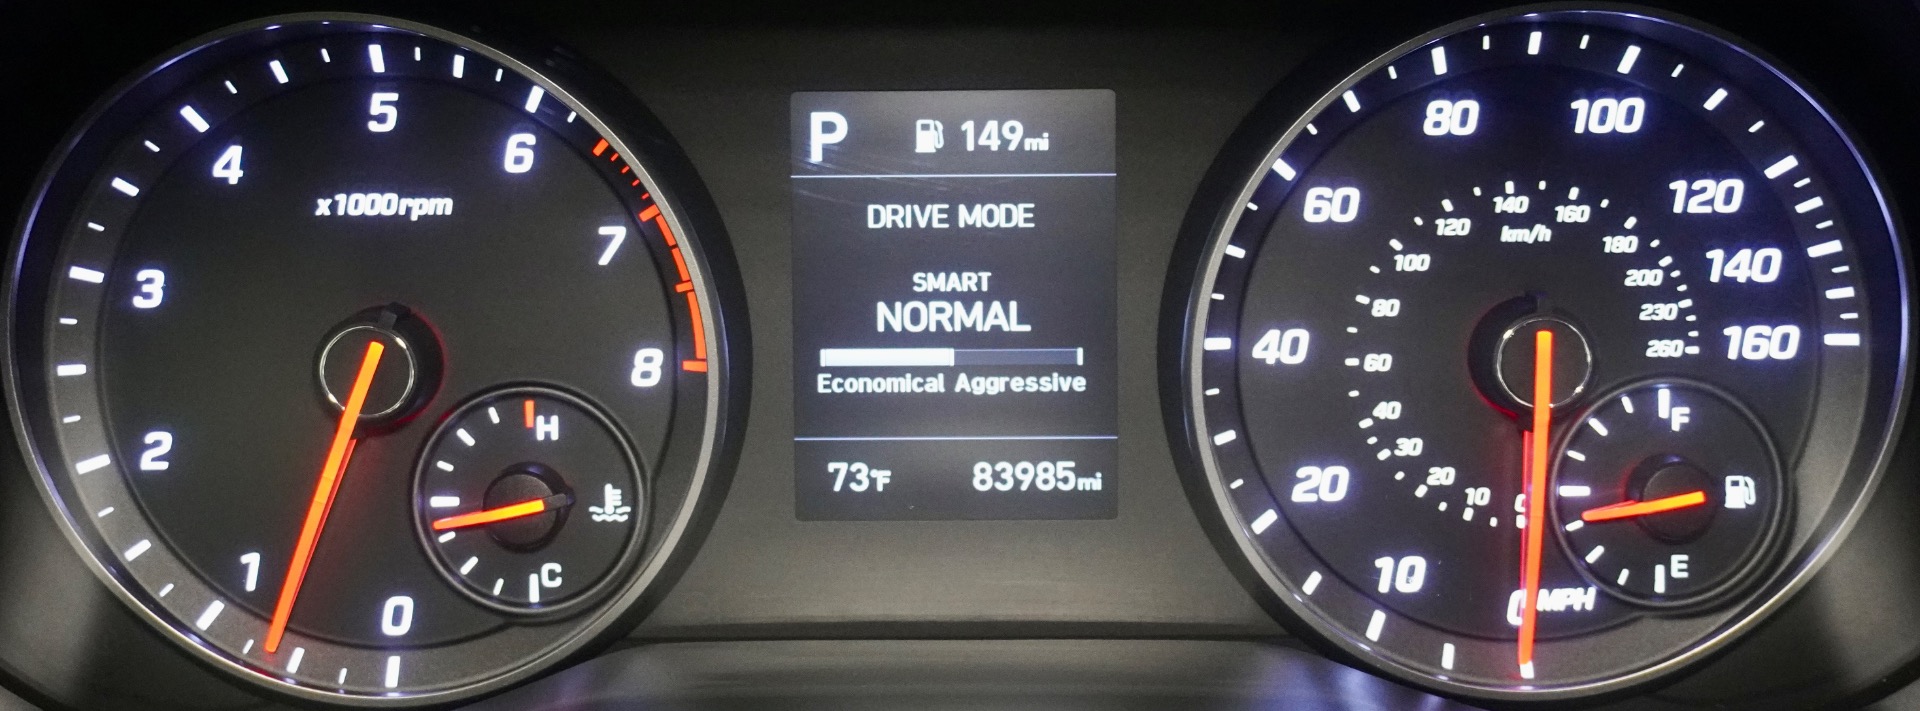 0
1
2
3
4
5
6
7
8
x1000rpm
H
C
P 149mi
DRIVE MODE
SMART
NORMAL
Economical Aggressive
73°F 83985mi
0 MPH
10
20
40
60
80
100
120
140
160
km/h
0
10
20
30
40
60
80
100
120
140
160
180
200
230
260
F
E